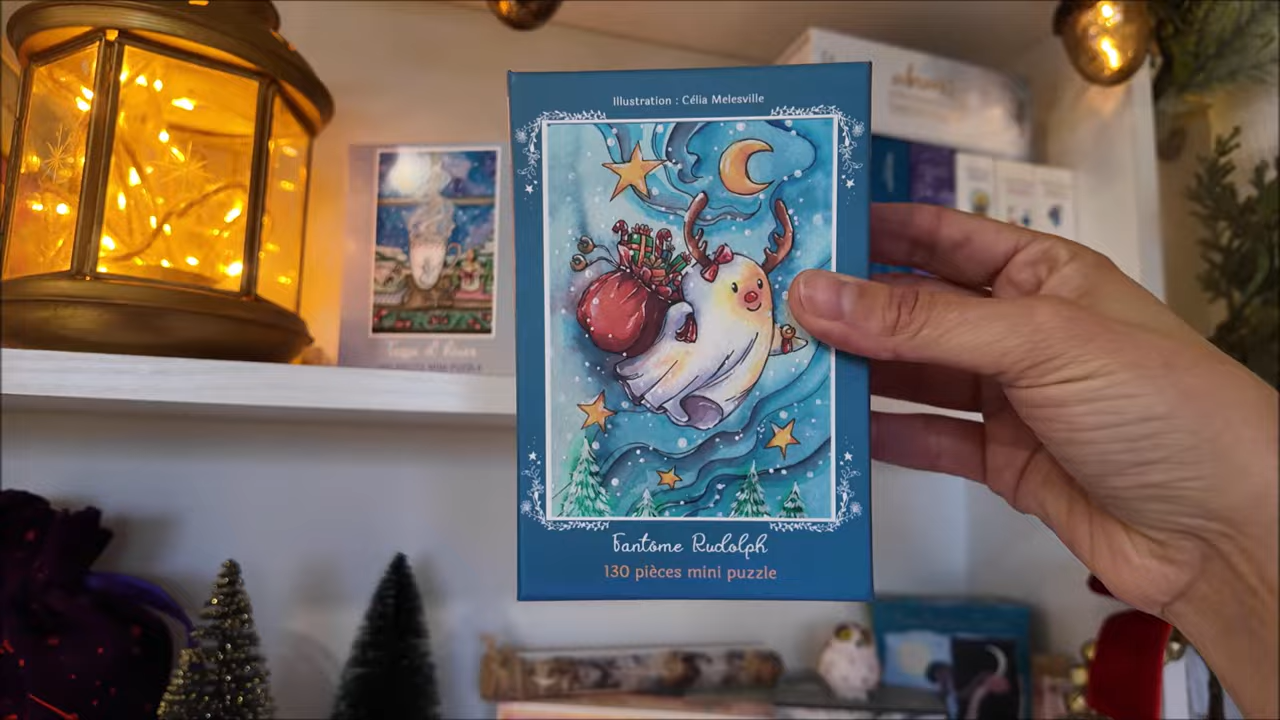 Illustration : Célia Melesville
Fantôme Rudolph
130 pièces mini puzzle